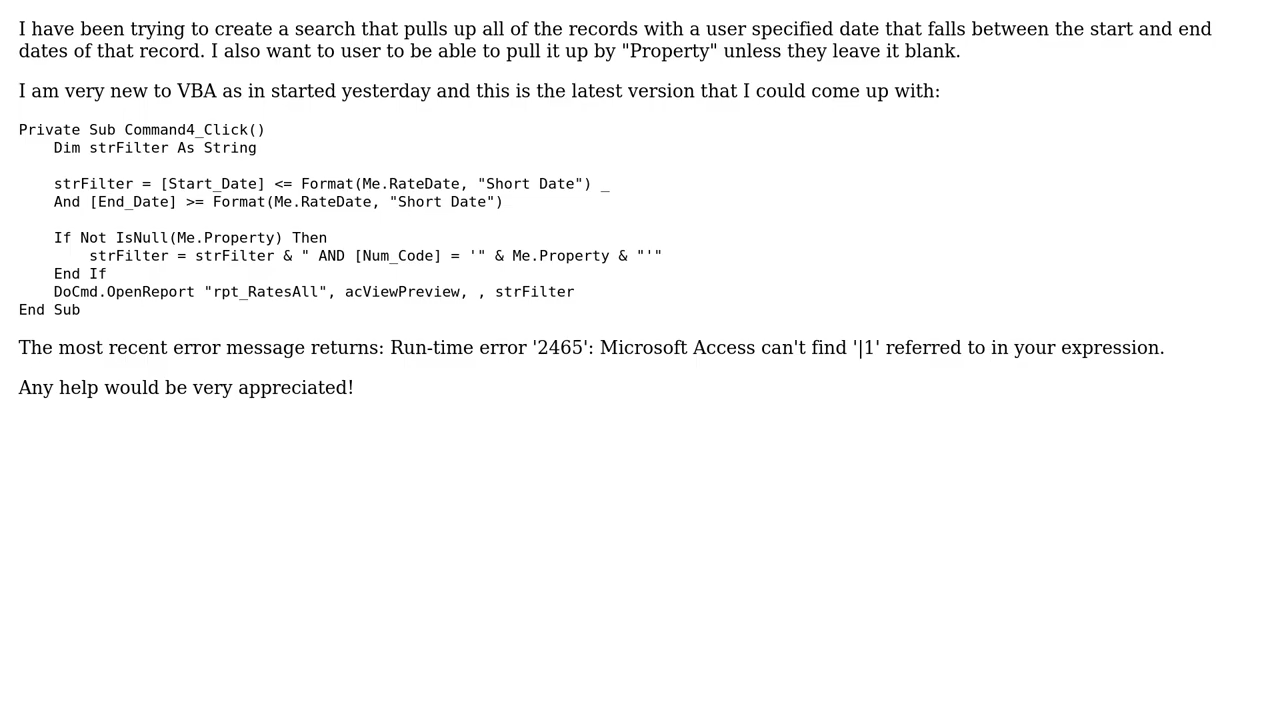 I have been trying to create a search that pulls up all of the records with a user specified date that falls between the start and end
dates of that record. I also want to user to be able to pull it up by "Property" unless they leave it blank.
I am very new to VBA as in started yesterday and this is the latest version that I could come up with:
Private Sub Command4_Click()
    Dim strFilter As String
    strFilter = [Start_Date] <= Format(Me.RateDate, "Short Date") _
    And [End_Date] >= Format(Me.RateDate, "Short Date")
    If Not IsNull(Me.Property) Then
        strFilter = strFilter & " AND [Num_Code] = '" & Me.Property & "'"
    End If
    DoCmd.OpenReport "rpt_RatesAll", acViewPreview, , strFilter
End Sub
The most recent error message returns: Run-time error '2465': Microsoft Access can't find '|1' referred to in your expression.
Any help would be very appreciated!